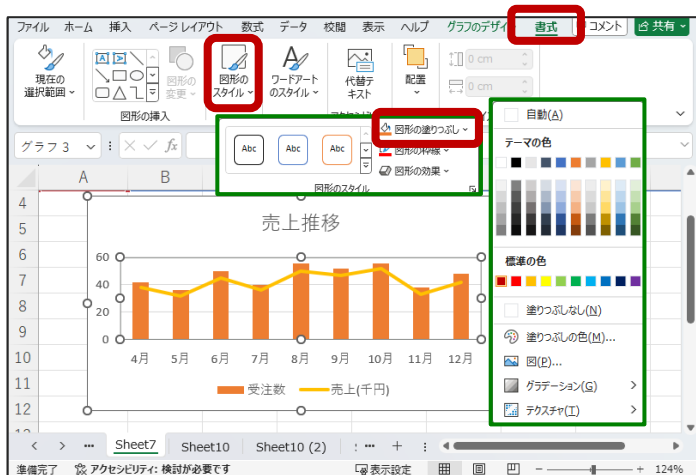 ファイル ホーム 挿入 ページ レイアウト 数式 データ 校閲 表示 ヘルプ グラフのデザイ 書式 コメント 共有
現在の
選択範囲
図形の
変更
図形の挿入
図形の
スタイル
ワードアート
のスタイル
代替テ
キスト
配置
0 cm
0 cm
グラフ 3
fx
Abc Abc Abc
図形の塗りつぶし
図形の枠線
図形の効果
図形のスタイル
自動(A)
テーマの色
標準の色
塗りつぶしなし(N)
塗りつぶしの色(M)...
図(P)...
グラデーション(G)
テクスチャ(T)
A B
4
5
6
7
8
9
10
11
12
売上推移
60
40
20
0
4月 5月 6月 7月 8月 9月 10月 11月 12月
受注数 売上(千円)
Sheet7 Sheet10 Sheet10 (2)
準備完了 アクセシビリティ: 検討が必要です 表示設定 124%